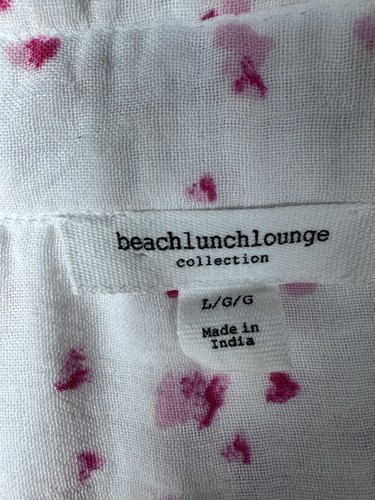 beachlunchlounge
collection
L/G/G
Made in
India